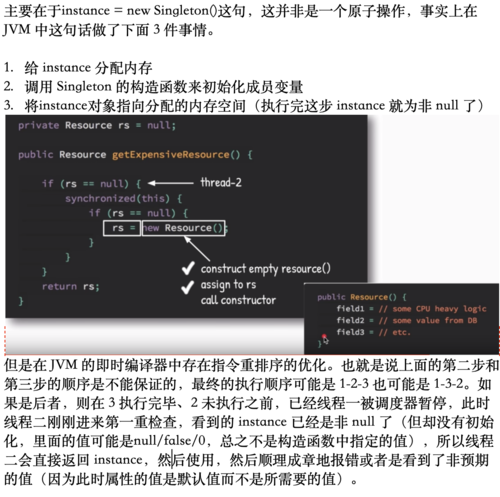 主要在于instance = new Singleton()这句，这并非是一个原子操作，事实上在
JVM 中这句话做了下面 3 件事情。
1. 给 instance 分配内存
2. 调用 Singleton 的构造函数来初始化成员变量
3. 将instance对象指向分配的内存空间（执行完这步 instance 就为非 null 了）
private Resource rs = null;
public Resource getExpensiveResource() {
if (rs == null) { thread-2
synchronized(this) {
if (rs == null) {
rs = new Resource();
}
}
}
return rs;
}
✓ construct empty resource()
✓ assign to rs
call constructor
public Resource() {
field1 = // some CPU heavy logic
field2 = // some value from DB
field3 = // etc.
}
但是在 JVM 的即时编译器中存在指令重排序的优化。也就是说上面的第二步和
第三步的顺序是不能保证的，最终的执行顺序可能是 1-2-3 也可能是 1-3-2。如
果是后者，则在 3 执行完毕、2 未执行之前，已经线程一被调度器暂停，此时
线程二刚刚进来第一重检查，看到的 instance 已经是非 null 了（但却没有初始
化，里面的值可能是null/false/0，总之不是构造函数中指定的值），所以线程
二会直接返回 instance，然后使用，然后顺理成章地报错或者是看到了非预期
的值（因为此时属性的值是默认值而不是所需要的值）。